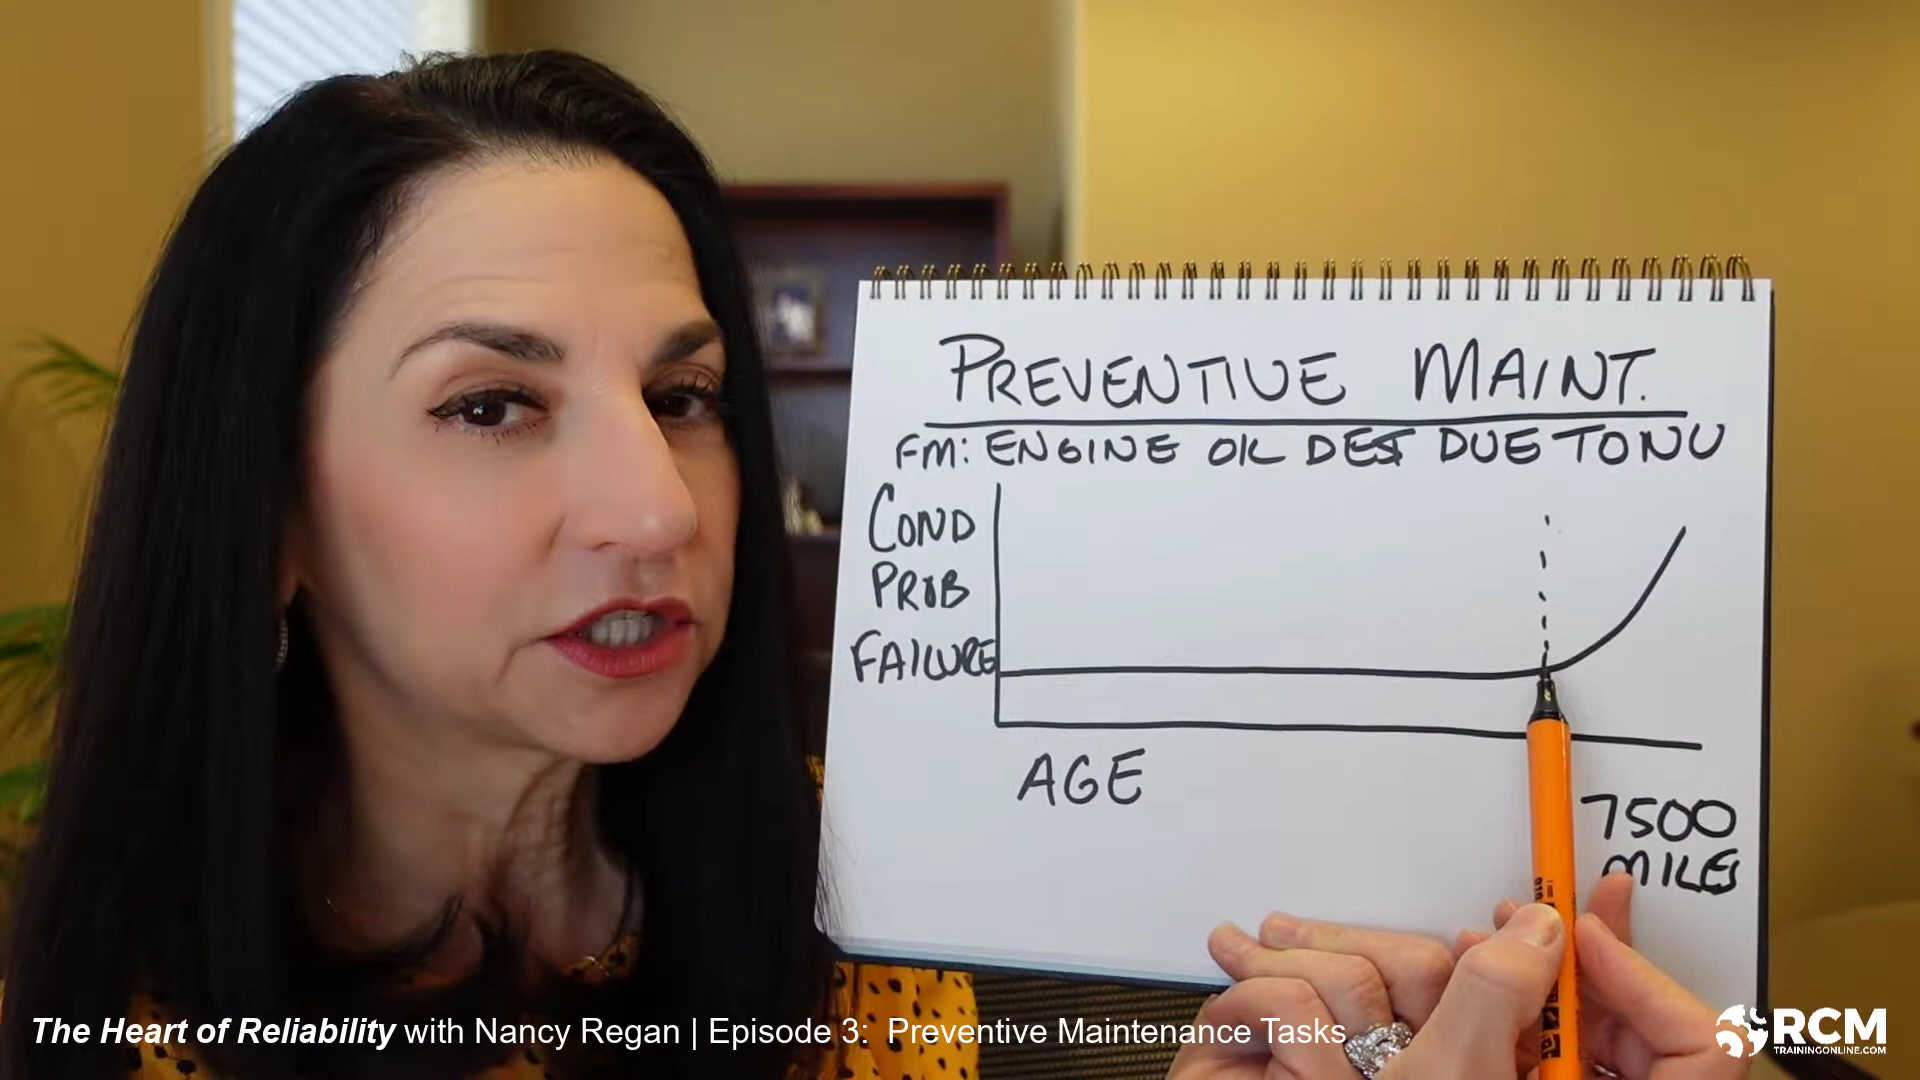 PREVENTIVE MAINT.
FM: ENGINE OIL DES DUE TO NU
COND
PROB
FAILURE
AGE
7500
MILES
The Heart of Reliability with Nancy Regan | Episode 3: Preventive Maintenance Tasks
RCM
TRAININGONLINE.COM